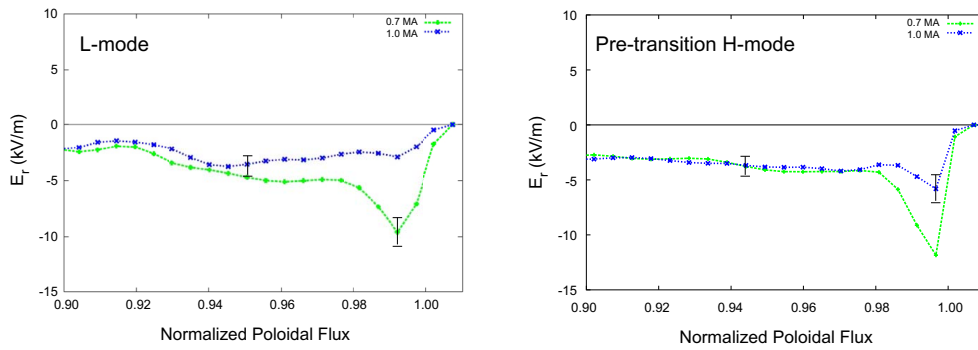 L-mode
0.7 MA
1.0 MA
10
5
0
-5
-10
-15
E_r (kV/m)
0.90
0.92
0.94
0.96
0.98
1.00
Normalized Poloidal Flux
Pre-transition H-mode
0.7 MA
1.0 MA
10
5
0
-5
-10
-15
E_r (kV/m)
0.90
0.92
0.94
0.96
0.98
1.00
Normalized Poloidal Flux